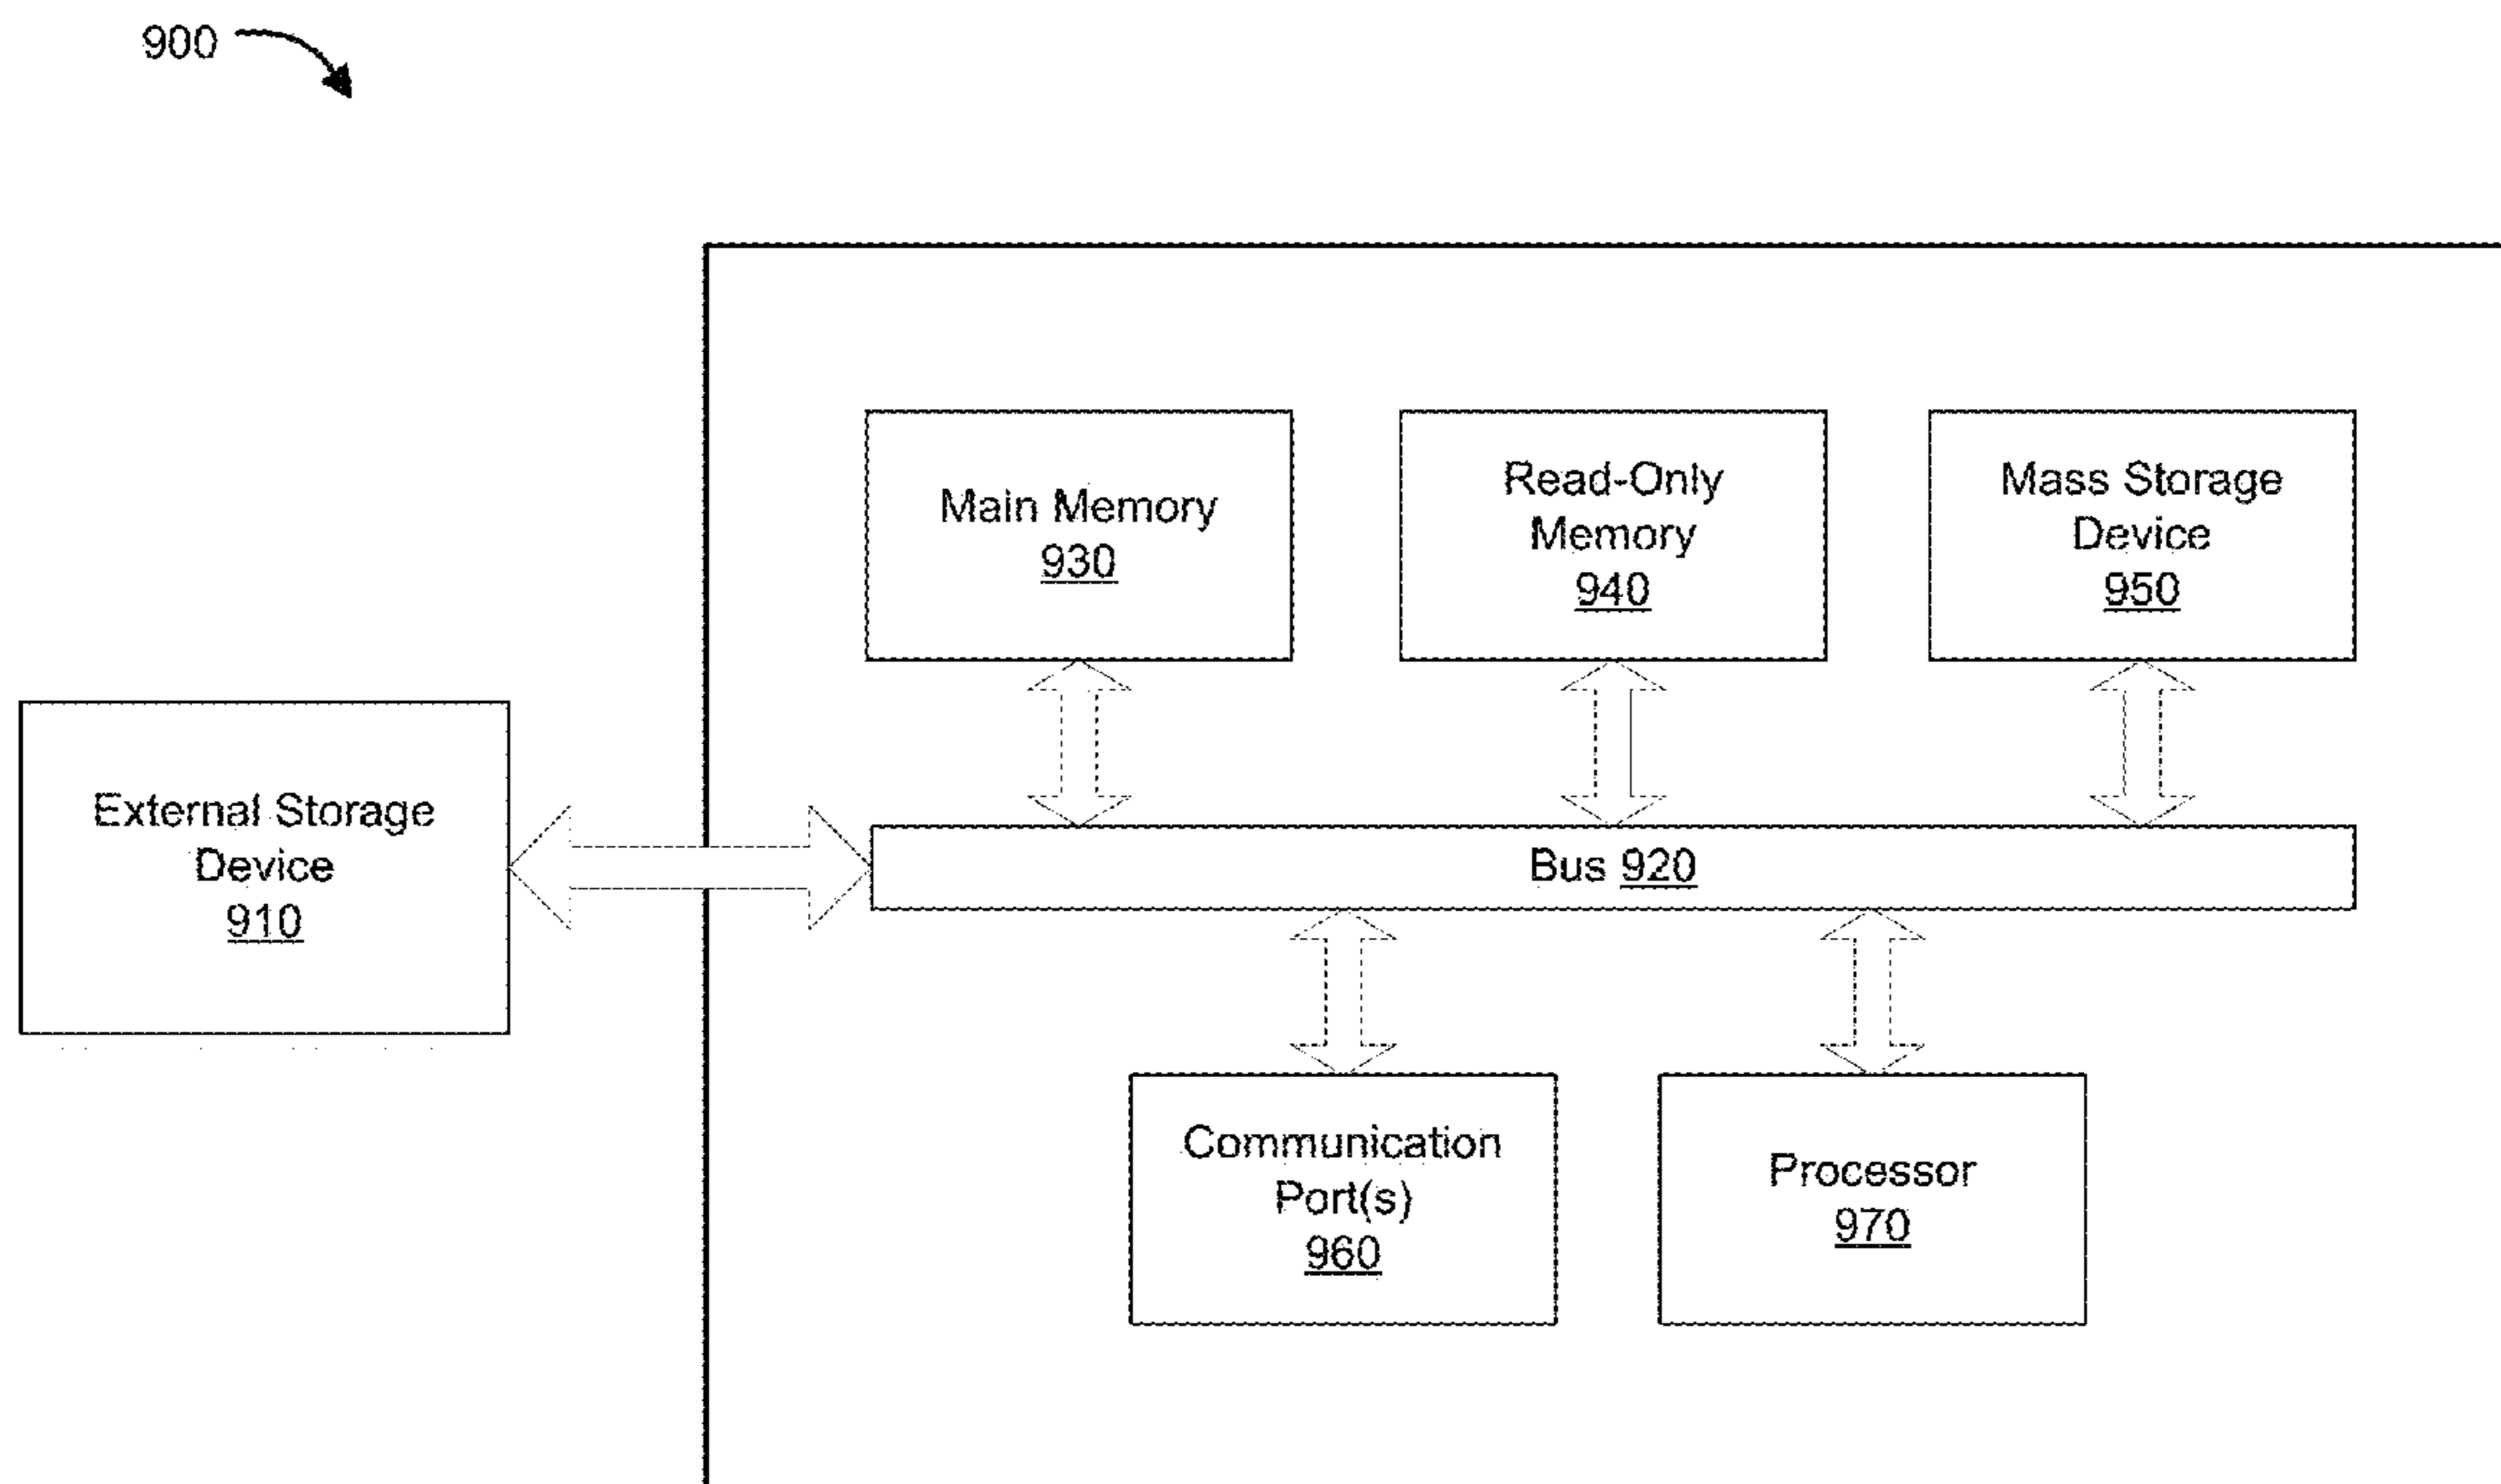 900
Main Memory
930
Read-Only
Memory
940
Mass Storage
Device
950
External Storage
Device
910
Bus 920
Communication
Port(s)
960
Processor
970